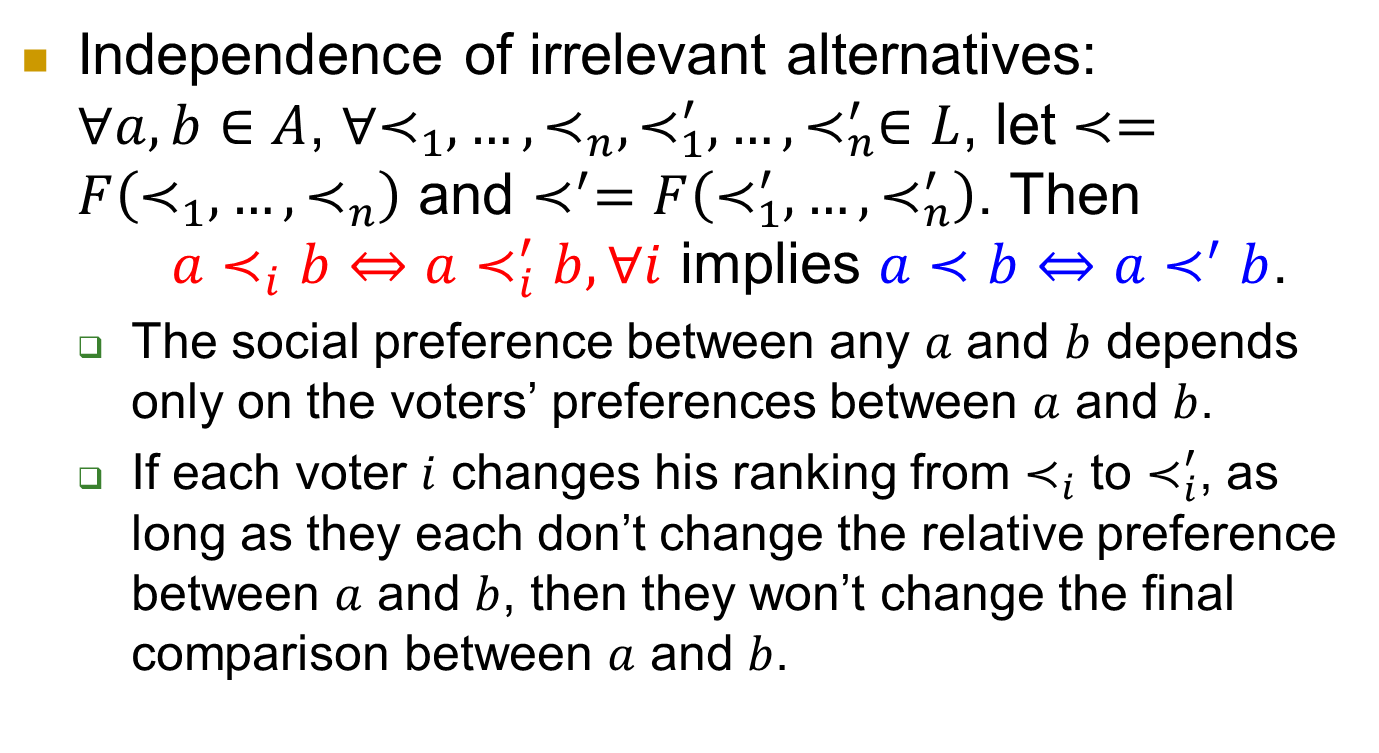 Independence of irrelevant alternatives:
∀a, b ∈ A, ∀≺₁, … , ≺ₙ, ≺₁′, … , ≺ₙ′∈ L, let ≺=
F(≺₁, … , ≺ₙ) and ≺′= F(≺₁′, … , ≺ₙ′). Then
a ≺ᵢ b ⇔ a ≺ᵢ′ b, ∀i implies a ≺ b ⇔ a ≺′ b.
The social preference between any a and b depends
only on the voters’ preferences between a and b.
If each voter i changes his ranking from ≺ᵢ to ≺ᵢ′, as
long as they each don’t change the relative preference
between a and b, then they won’t change the final
comparison between a and b.